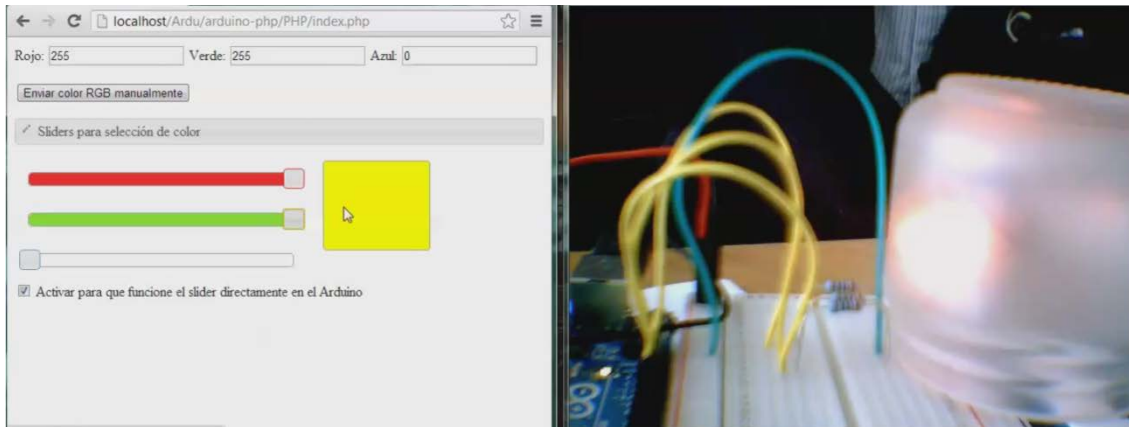 localhost/Ardu/arduino-php/PHP/index.php
Rojo: 255 Verde: 255 Azul: 0
Enviar color RGB manualmente
Sliders para selección de color
Activar para que funcione el slider directamente en el Arduino